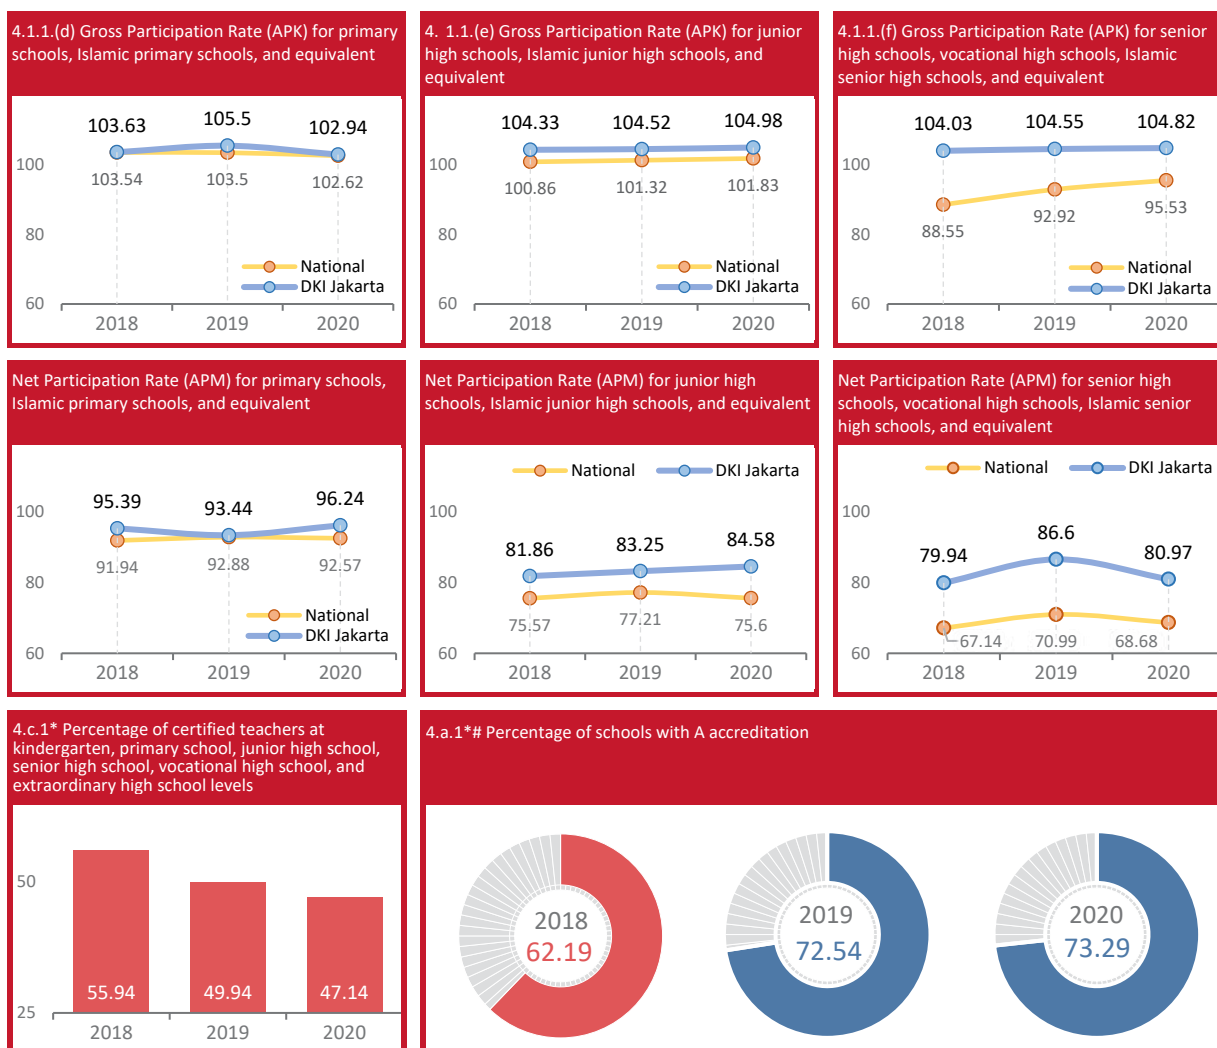 4.1.1.(d) Gross Participation Rate (APK) for primary
schools, Islamic primary schools, and equivalent
103.63
105.5
102.94
100
103.54
103.5
102.62
80
National
DKI Jakarta
60
2018
2019
2020
4. 1.1.(e) Gross Participation Rate (APK) for junior
high schools, Islamic junior high schools, and
equivalent
104.33
104.52
104.98
100
100.86
101.32
101.83
80
National
DKI Jakarta
60
2018
2019
2020
4.1.1.(f) Gross Participation Rate (APK) for senior
high schools, vocational high schools, Islamic
senior high schools, and equivalent
104.03
104.55
104.82
100
88.55
92.92
95.53
80
National
DKI Jakarta
60
2018
2019
2020
Net Participation Rate (APM) for primary schools,
Islamic primary schools, and equivalent
100
95.39
93.44
96.24
91.94
92.88
92.57
80
National
DKI Jakarta
60
2018
2019
2020
Net Participation Rate (APM) for junior high
schools, Islamic junior high schools, and equivalent
National
DKI Jakarta
100
81.86
83.25
84.58
80
75.57
77.21
75.6
60
2018
2019
2020
Net Participation Rate (APM) for senior high
schools, vocational high schools, Islamic senior
high schools, and equivalent
National
DKI Jakarta
100
79.94
86.6
80.97
80
67.14
70.99
68.68
60
2018
2019
2020
4.c.1* Percentage of certified teachers at
kindergarten, primary school, junior high school,
senior high school, vocational high school, and
extraordinary high school levels
50
55.94
49.94
47.14
25
2018
2019
2020
4.a.1*# Percentage of schools with A accreditation
2018
62.19
2019
72.54
2020
73.29